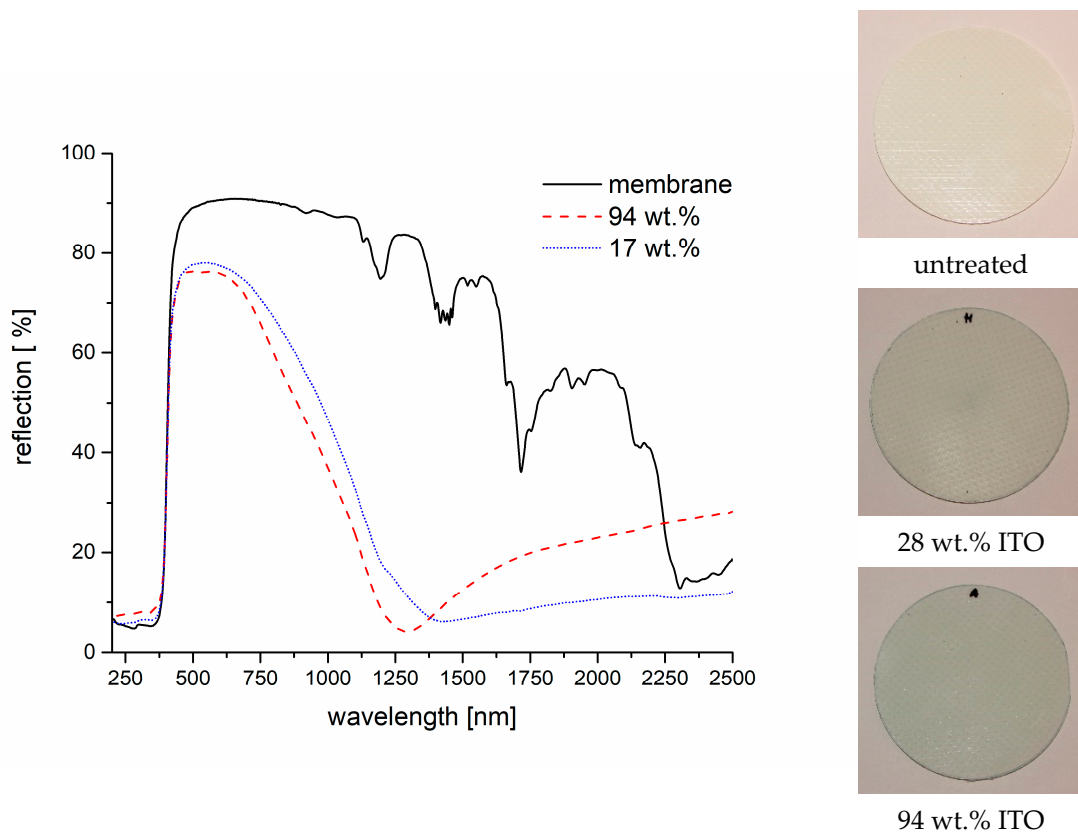 100
80
60
40
20
0
reflection [ %]
membrane
94 wt.%
17 wt.%
250 500 750 1000 1250 1500 1750 2000 2250 2500
wavelength [nm]
untreated
H
28 wt.% ITO
94 wt.% ITO